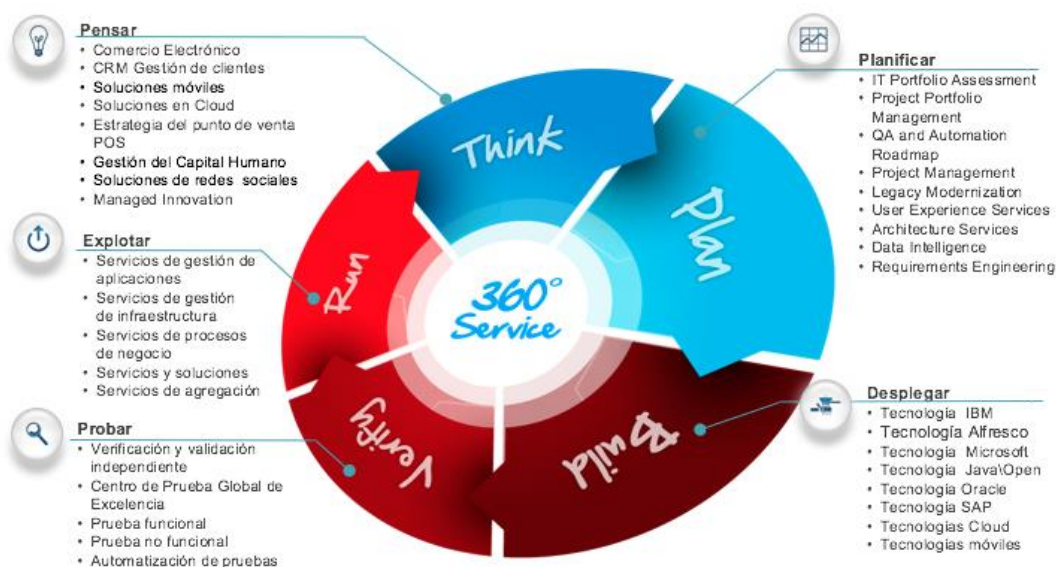 Pensar
• Comercio Electrónico
• CRM Gestión de clientes
• Soluciones móviles
• Soluciones en Cloud
• Estrategia del punto de venta
POS
• Gestión del Capital Humano
• Soluciones de redes sociales
• Managed Innovation
Explotar
• Servicios de gestión de
aplicaciones
• Servicios de gestión
de infraestructura
• Servicios de procesos
de negocio
• Servicios y soluciones
• Servicios de agregación
Probar
• Verificación y validación
independiente
• Centro de Prueba Global de
Excelencia
• Prueba funcional
• Prueba no funcional
• Automatización de pruebas
Think
Plan
Build
Verify
Run
360°
Service
Planificar
• IT Portfolio Assessment
• Project Portfolio
Management
• QA and Automation
Roadmap
• Project Management
• Legacy Modernization
• User Experience Services
• Architecture Services
• Data Intelligence
• Requirements Engineering
Desplegar
• Tecnología IBM
• Tecnología Alfresco
• Tecnología Microsoft
• Tecnología Java\Open
• Tecnología Oracle
• Tecnología SAP
• Tecnologías Cloud
• Tecnologías móviles